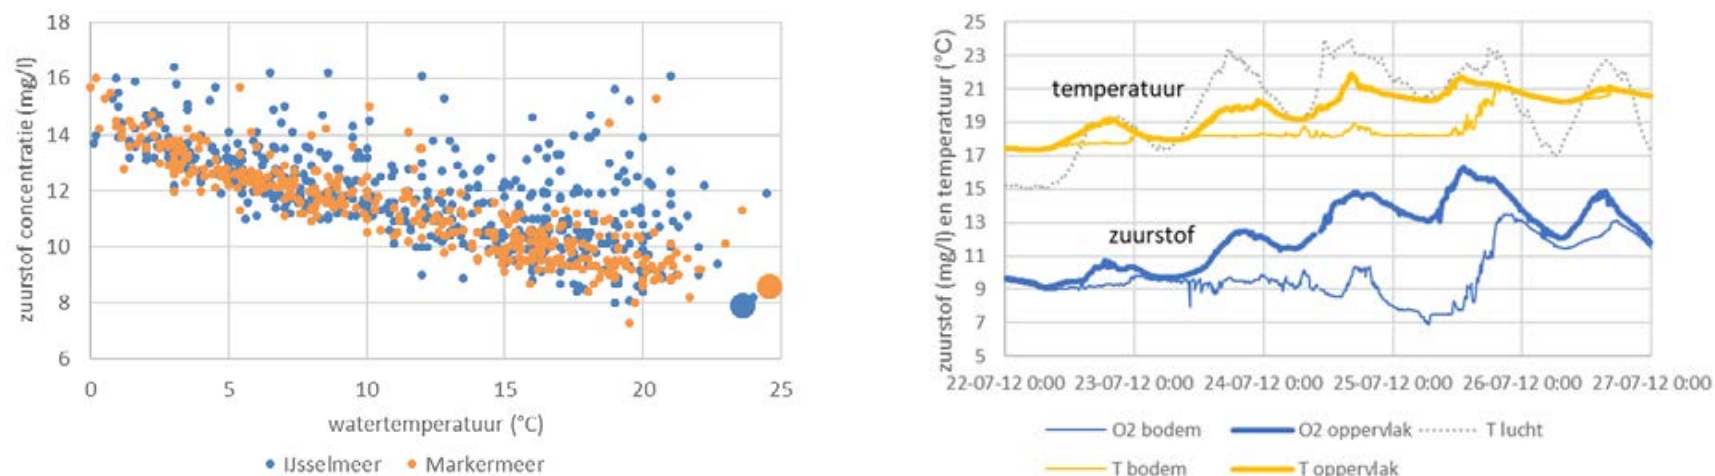 18
16
14
12
10
8
6
zuurstof concentratie (mg/l)
0 5 10 15 20 25
watertemperatuur (°C)
IJsselmeer Markermeer
25
23
21
19
17
15
13
11
9
7
5
zuurstof (mg/l) en temperatuur (°C)
temperatuur
zuurstof
22-07-12 0:00 23-07-12 0:00 24-07-12 0:00 25-07-12 0:00 26-07-12 0:00 27-07-12 0:00
O2 bodem O2 oppervlak T lucht
T bodem T oppervlak